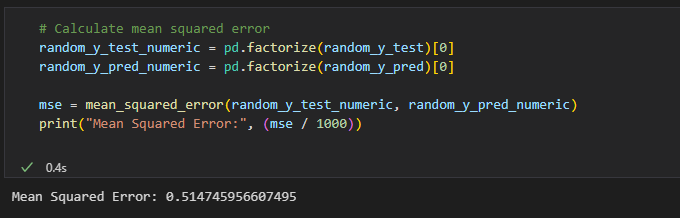 # Calculate mean squared error
random_y_test_numeric = pd.factorize(random_y_test)[0]
random_y_pred_numeric = pd.factorize(random_y_pred)[0]
mse = mean_squared_error(random_y_test_numeric, random_y_pred_numeric)
print("Mean Squared Error:", (mse / 1000))
0.4s
Mean Squared Error: 0.514745956607495